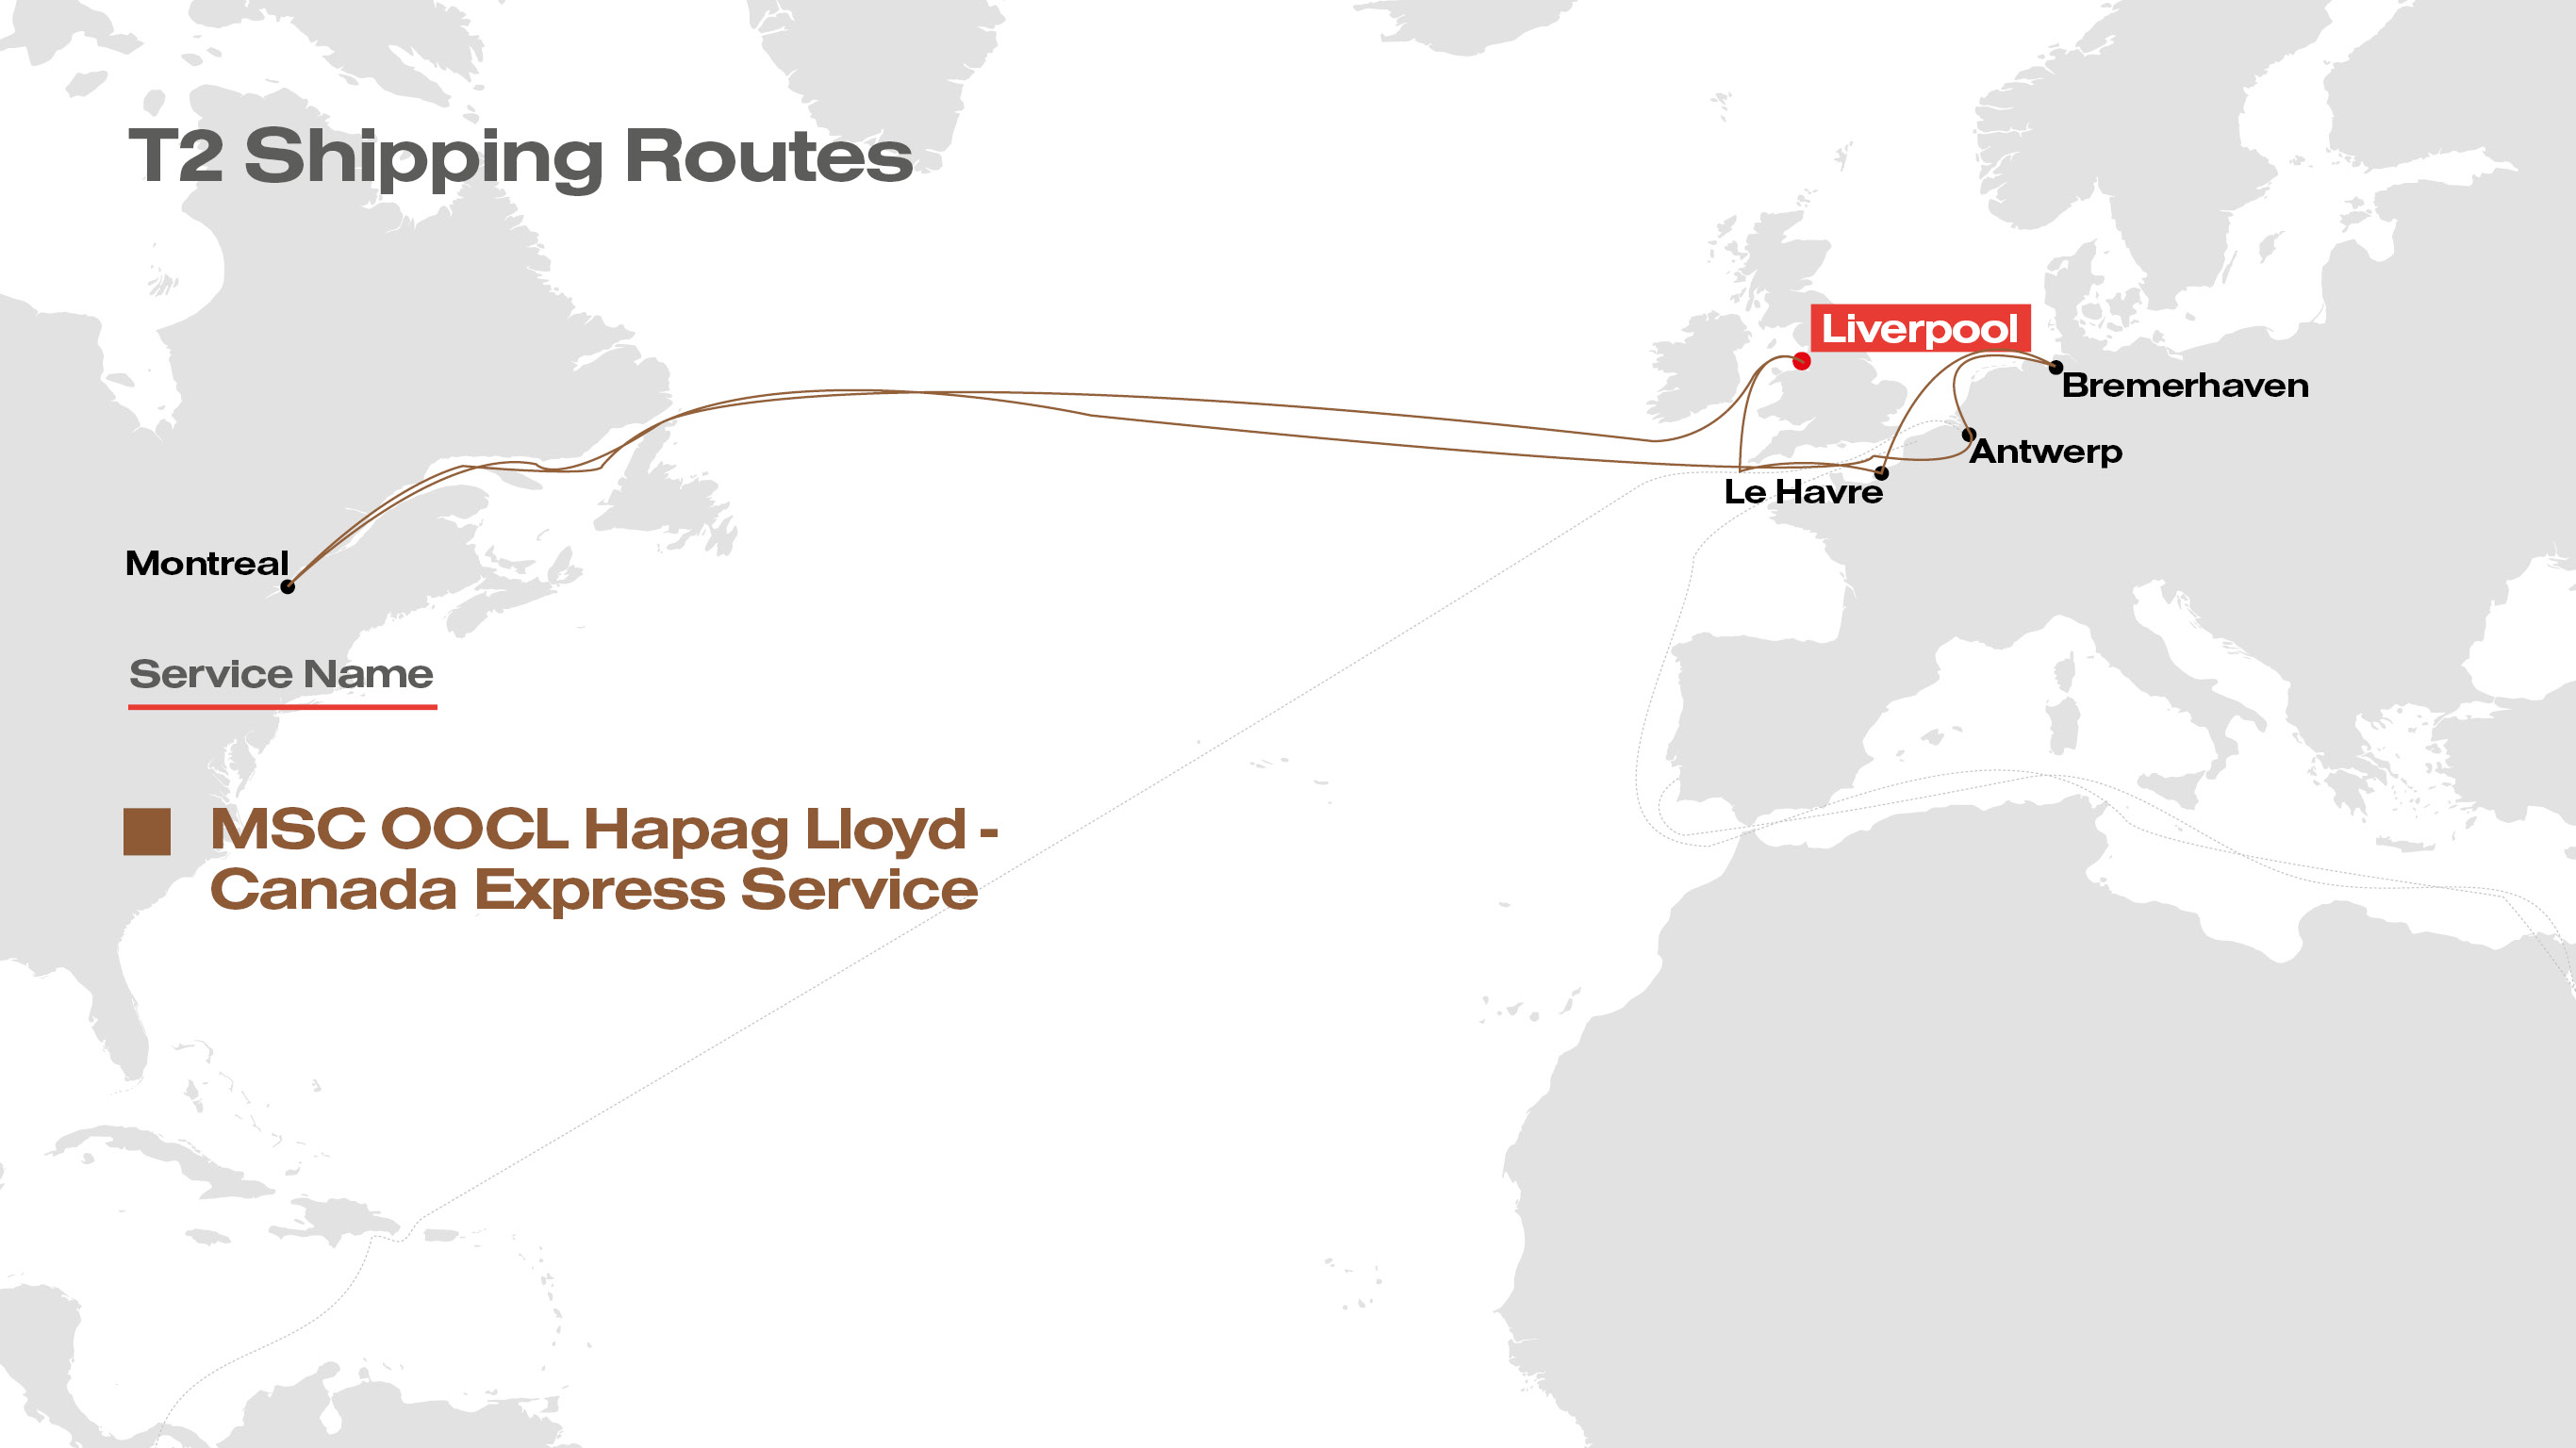 T2 Shipping Routes
Liverpool
Bremerhaven
Antwerp
Le Havre
Montreal
Service Name
MSC OOCL Hapag Lloyd -
Canada Express Service